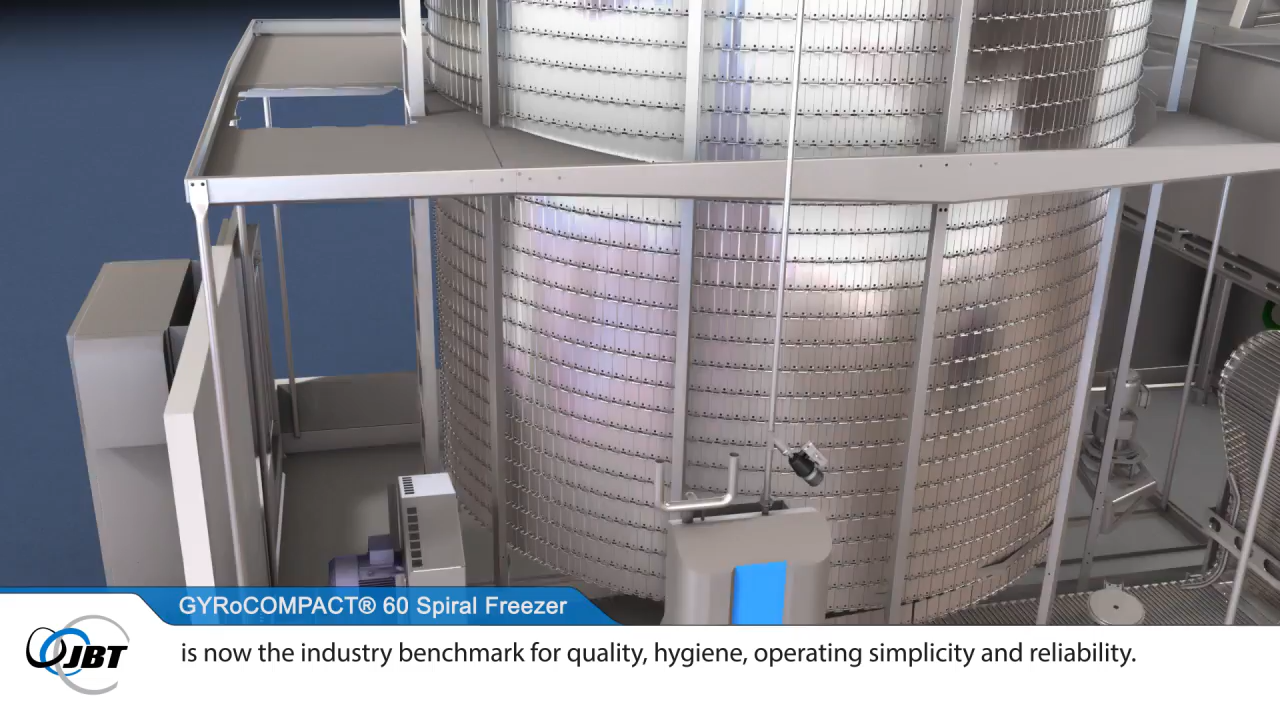 GYRoCOMPACT® 60 Spiral Freezer
JBT
is now the industry benchmark for quality, hygiene, operating simplicity and reliability.